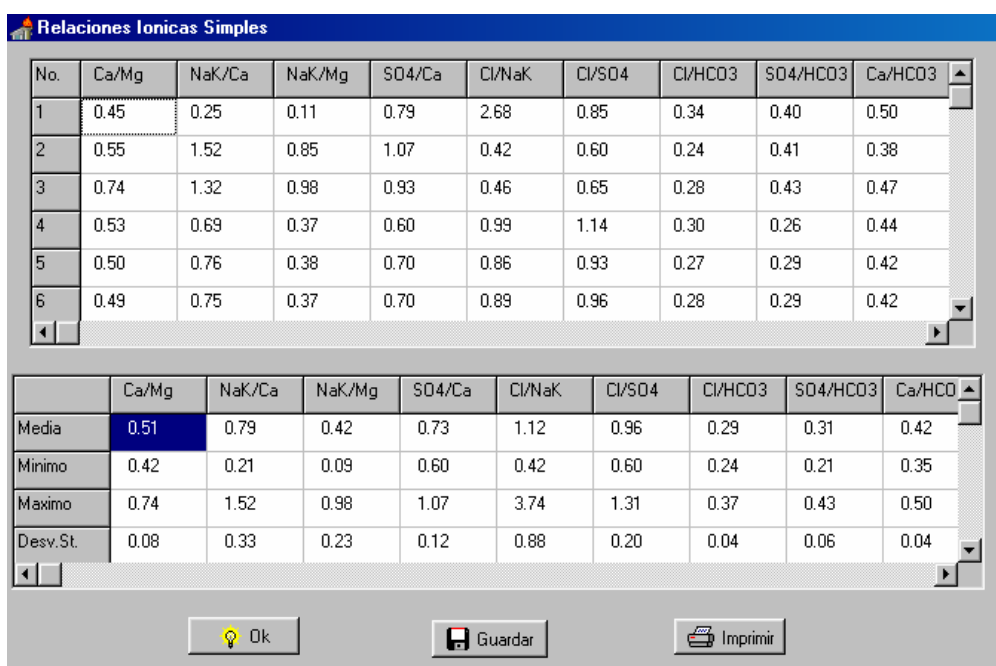 Relaciones Ionicas Simples
No. Ca/Mg NaK/Ca NaK/Mg SO4/Ca Cl/NaK Cl/SO4 Cl/HCO3 SO4/HCO3 Ca/HCO3
1 0.45 0.25 0.11 0.79 2.68 0.85 0.34 0.40 0.50
2 0.55 1.52 0.85 1.07 0.42 0.60 0.24 0.41 0.38
3 0.74 1.32 0.98 0.93 0.46 0.65 0.28 0.43 0.47
4 0.53 0.69 0.37 0.60 0.99 1.14 0.30 0.26 0.44
5 0.50 0.76 0.38 0.70 0.86 0.93 0.27 0.29 0.42
6 0.49 0.75 0.37 0.70 0.89 0.96 0.28 0.29 0.42
Ca/Mg NaK/Ca NaK/Mg SO4/Ca Cl/NaK Cl/SO4 Cl/HCO3 SO4/HCO3 Ca/HCO
Media 0.51 0.79 0.42 0.73 1.12 0.96 0.29 0.31 0.42
Minimo 0.42 0.21 0.09 0.60 0.42 0.60 0.24 0.21 0.35
Maximo 0.74 1.52 0.98 1.07 3.74 1.31 0.37 0.43 0.50
Desv.St. 0.08 0.33 0.23 0.12 0.88 0.20 0.04 0.06 0.04
Ok Guardar Imprimir